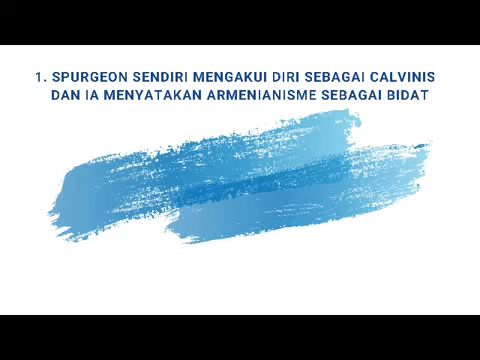 1. SPURGEON SENDIRI MENGAKUI DIRI SEBAGAI CALVINIS
DAN IA MENYATAKAN ARMENIANISME SEBAGAI BIDAT